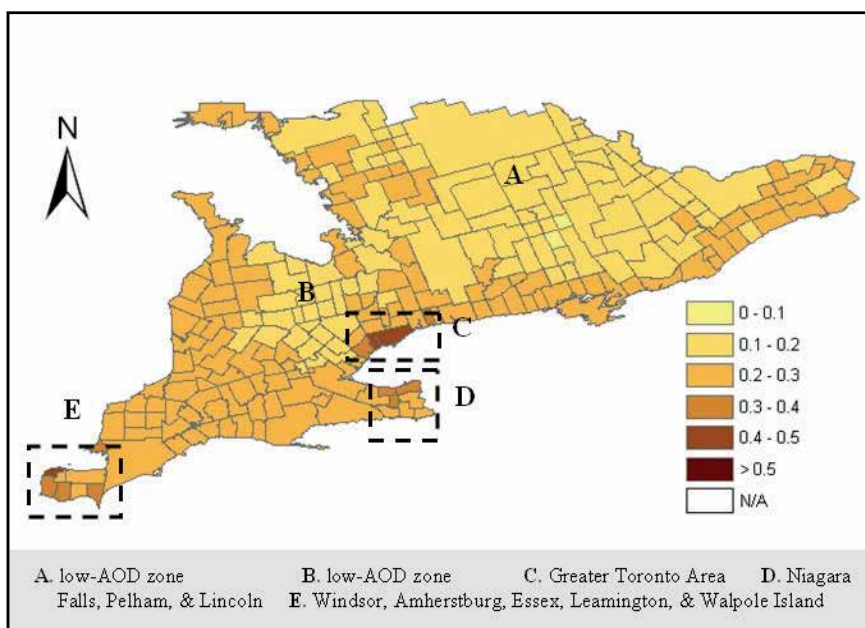 N
A
B
C
D
E
0 - 0.1
0.1 - 0.2
0.2 - 0.3
0.3 - 0.4
0.4 - 0.5
> 0.5
N/A
A. low-AOD zone B. low-AOD zone C. Greater Toronto Area D. Niagara
Falls, Pelham, & Lincoln E. Windsor, Amherstburg, Essex, Leamington, & Walpole Island